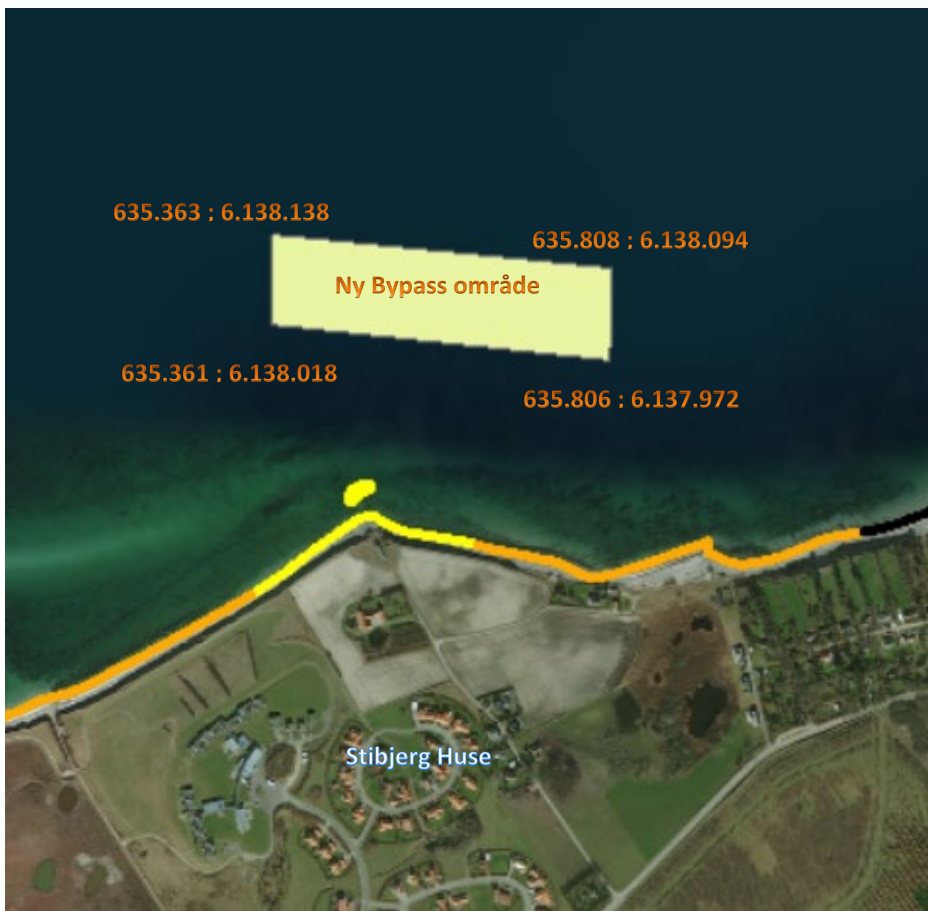 635.363 ; 6.138.138
635.808 ; 6.138.094
Ny Bypass område
635.361 ; 6.138.018
635.806 ; 6.137.972
Stibjerg Huse